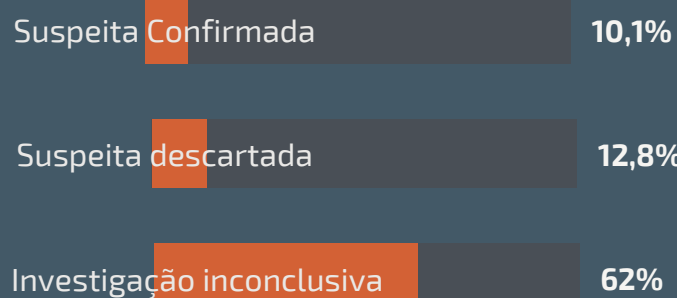 Suspeita Confirmada 10,1%
Suspeita descartada 12,8%
Investigação inconclusiva 62%